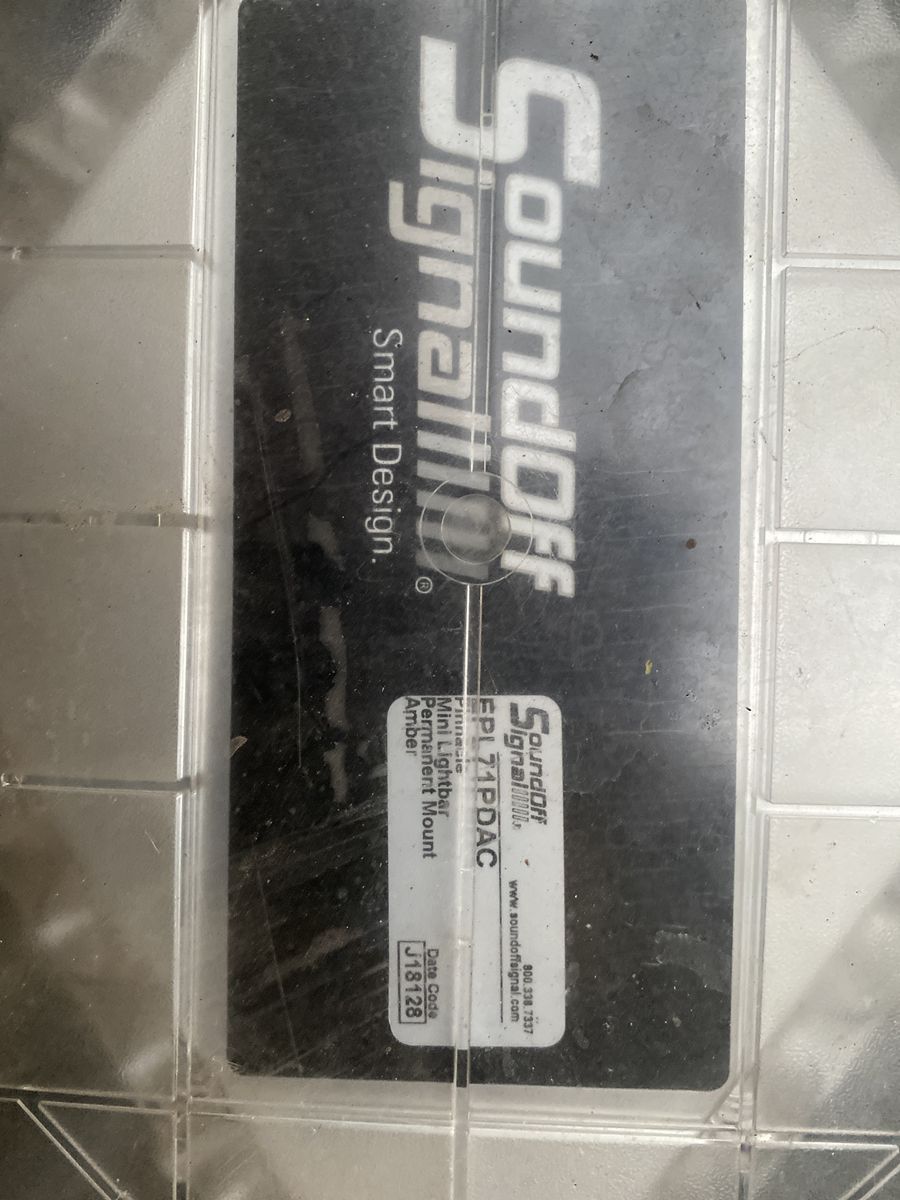 SoundOff
Signal®
Smart Design.
SoundOff
Signal
800.338.7337
www.soundoffsignal.com
EPL71PDAC
Pinnacle
Mini Lightbar
Permanent Mount
Amber
Date Code
J18128